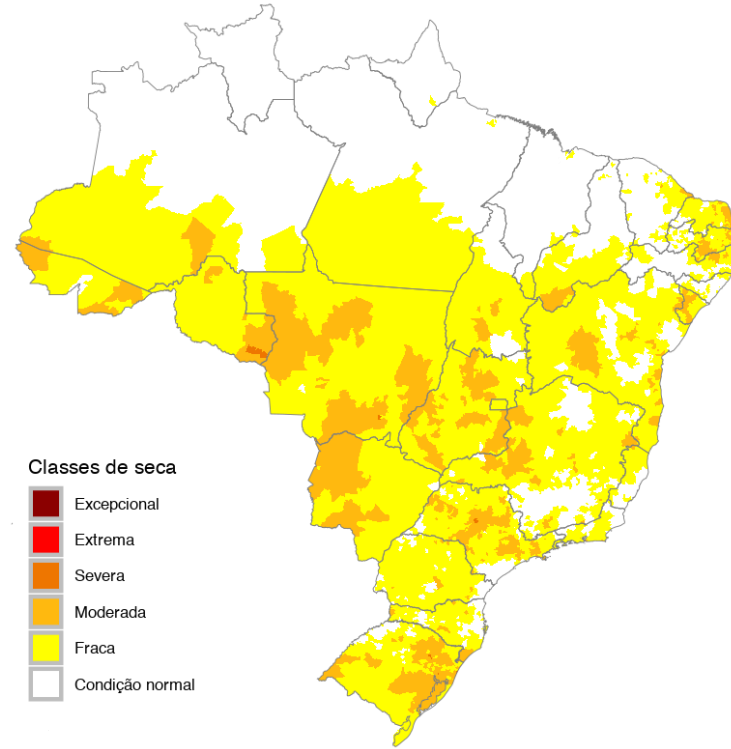 Classes de seca
Excepcional
Extrema
Severa
Moderada
Fraca
Condição normal